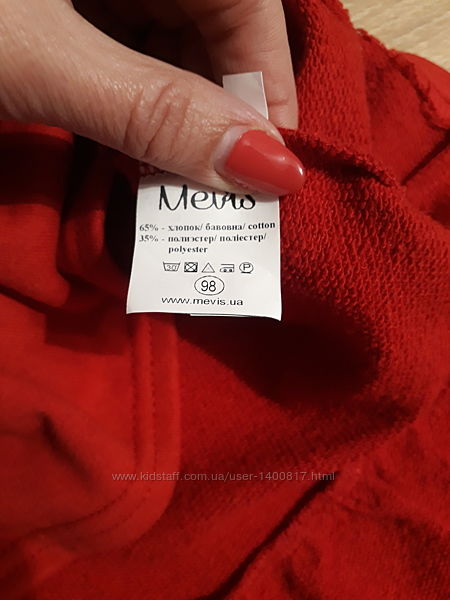 Mevis
65% - хлопок/ бавовна/ cotton
35% - полиэстер/ поліестер/
polyester
30 P
98
www.mevis.ua
www.kidstaff.com.ua/user-1400817.html